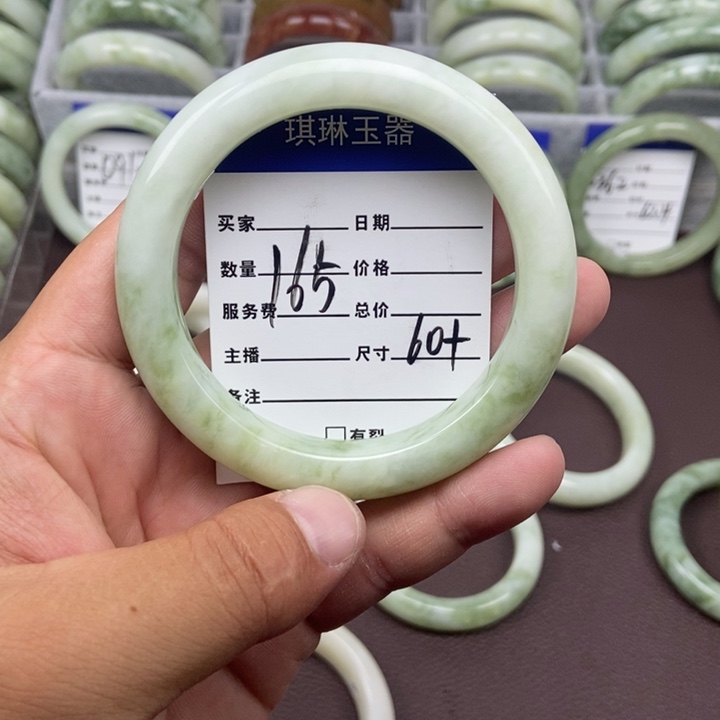 琪琳玉器
买家 日期
数量 165 价格
服务费 总价
主播 尺寸 60+
备注
□有裂